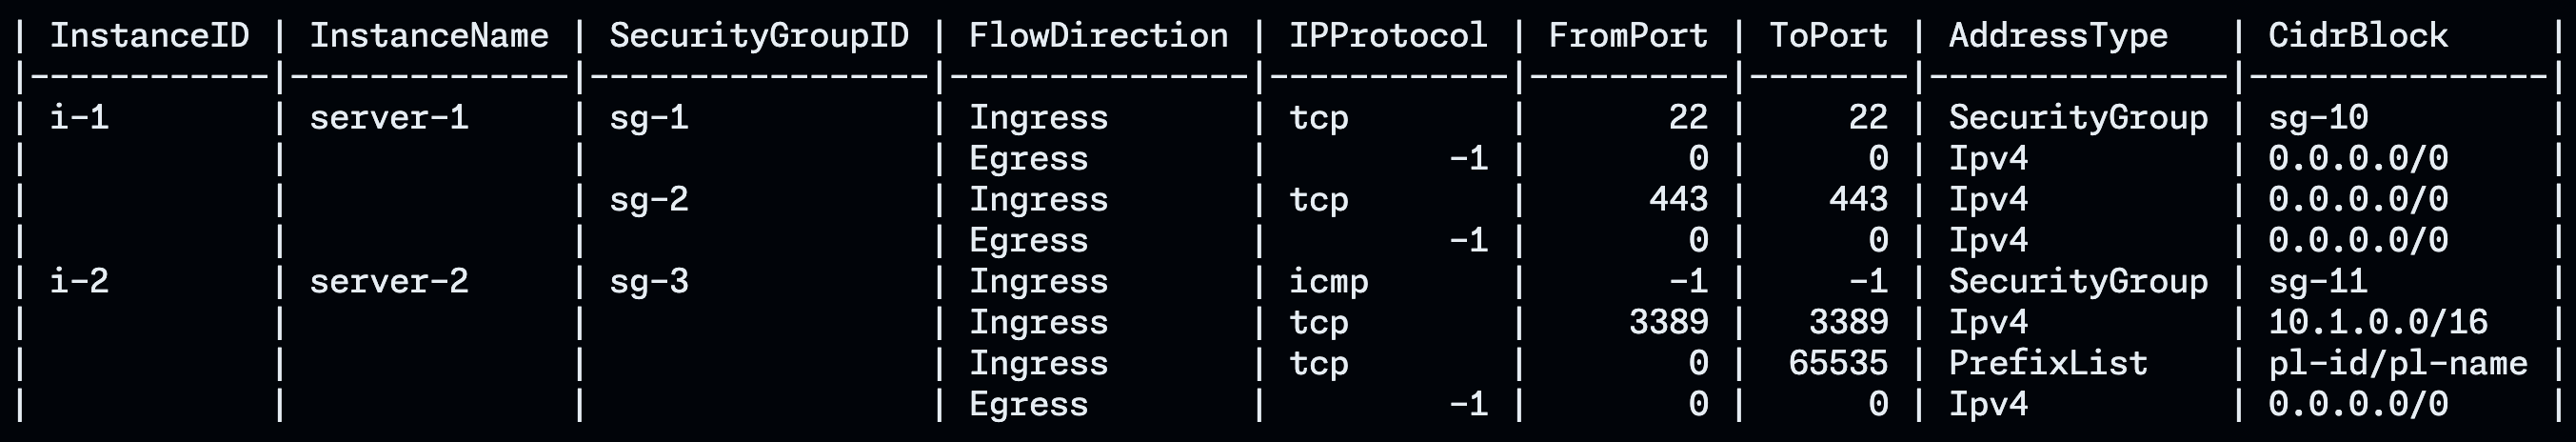 | InstanceID | InstanceName | SecurityGroupID | FlowDirection | IPProtocol | FromPort | ToPort | AddressType   | CidrBlock     |
|------------|--------------|-----------------|---------------|------------|----------|--------|---------------|---------------|
| i-1        | server-1     | sg-1            | Ingress       | tcp        |       22 |     22 | SecurityGroup | sg-10         |
|            |              |                 | Egress        |         -1 |        0 |      0 | Ipv4          | 0.0.0.0/0     |
|            |              | sg-2            | Ingress       | tcp        |      443 |    443 | Ipv4          | 0.0.0.0/0     |
|            |              |                 | Egress        |         -1 |        0 |      0 | Ipv4          | 0.0.0.0/0     |
| i-2        | server-2     | sg-3            | Ingress       | icmp       |       -1 |     -1 | SecurityGroup | sg-11         |
|            |              |                 | Ingress       | tcp        |     3389 |   3389 | Ipv4          | 10.1.0.0/16   |
|            |              |                 | Ingress       | tcp        |        0 |  65535 | PrefixList    | pl-id/pl-name |
|            |              |                 | Egress        |         -1 |        0 |      0 | Ipv4          | 0.0.0.0/0     |